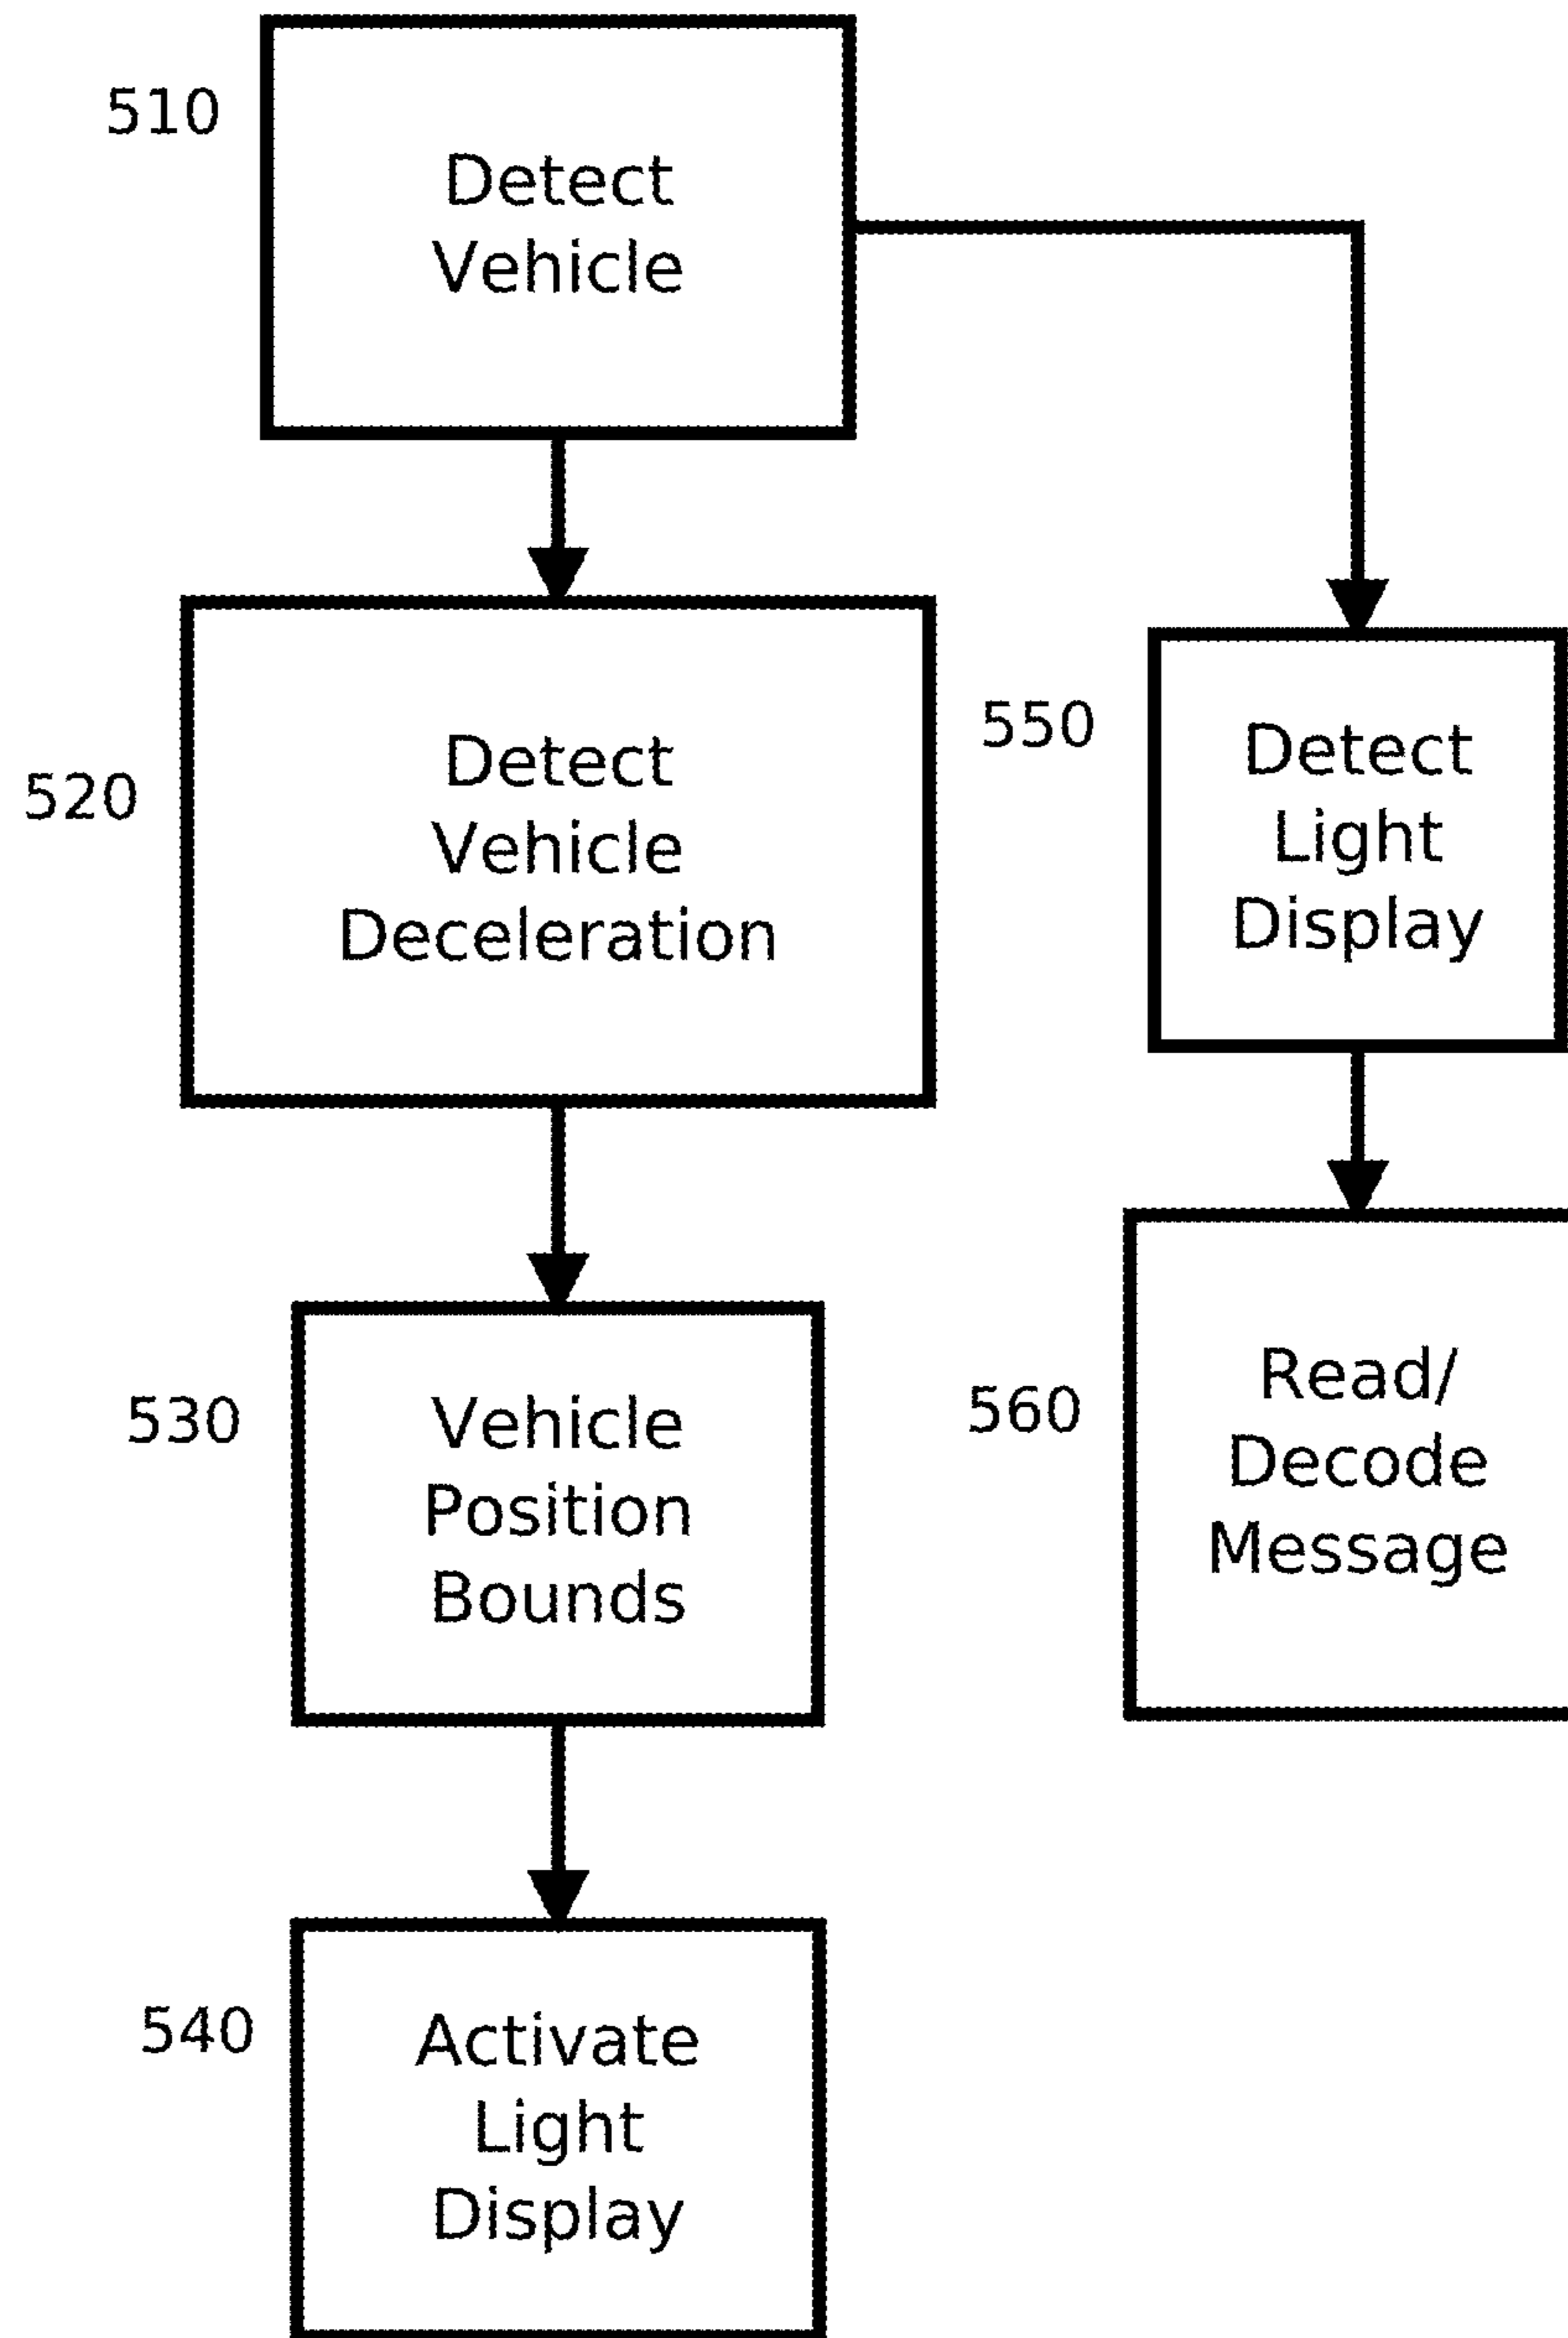 510
Detect
Vehicle
520
Detect
Vehicle
Deceleration
530
Vehicle
Position
Bounds
540
Activate
Light
Display
550
Detect
Light
Display
560
Read/
Decode
Message